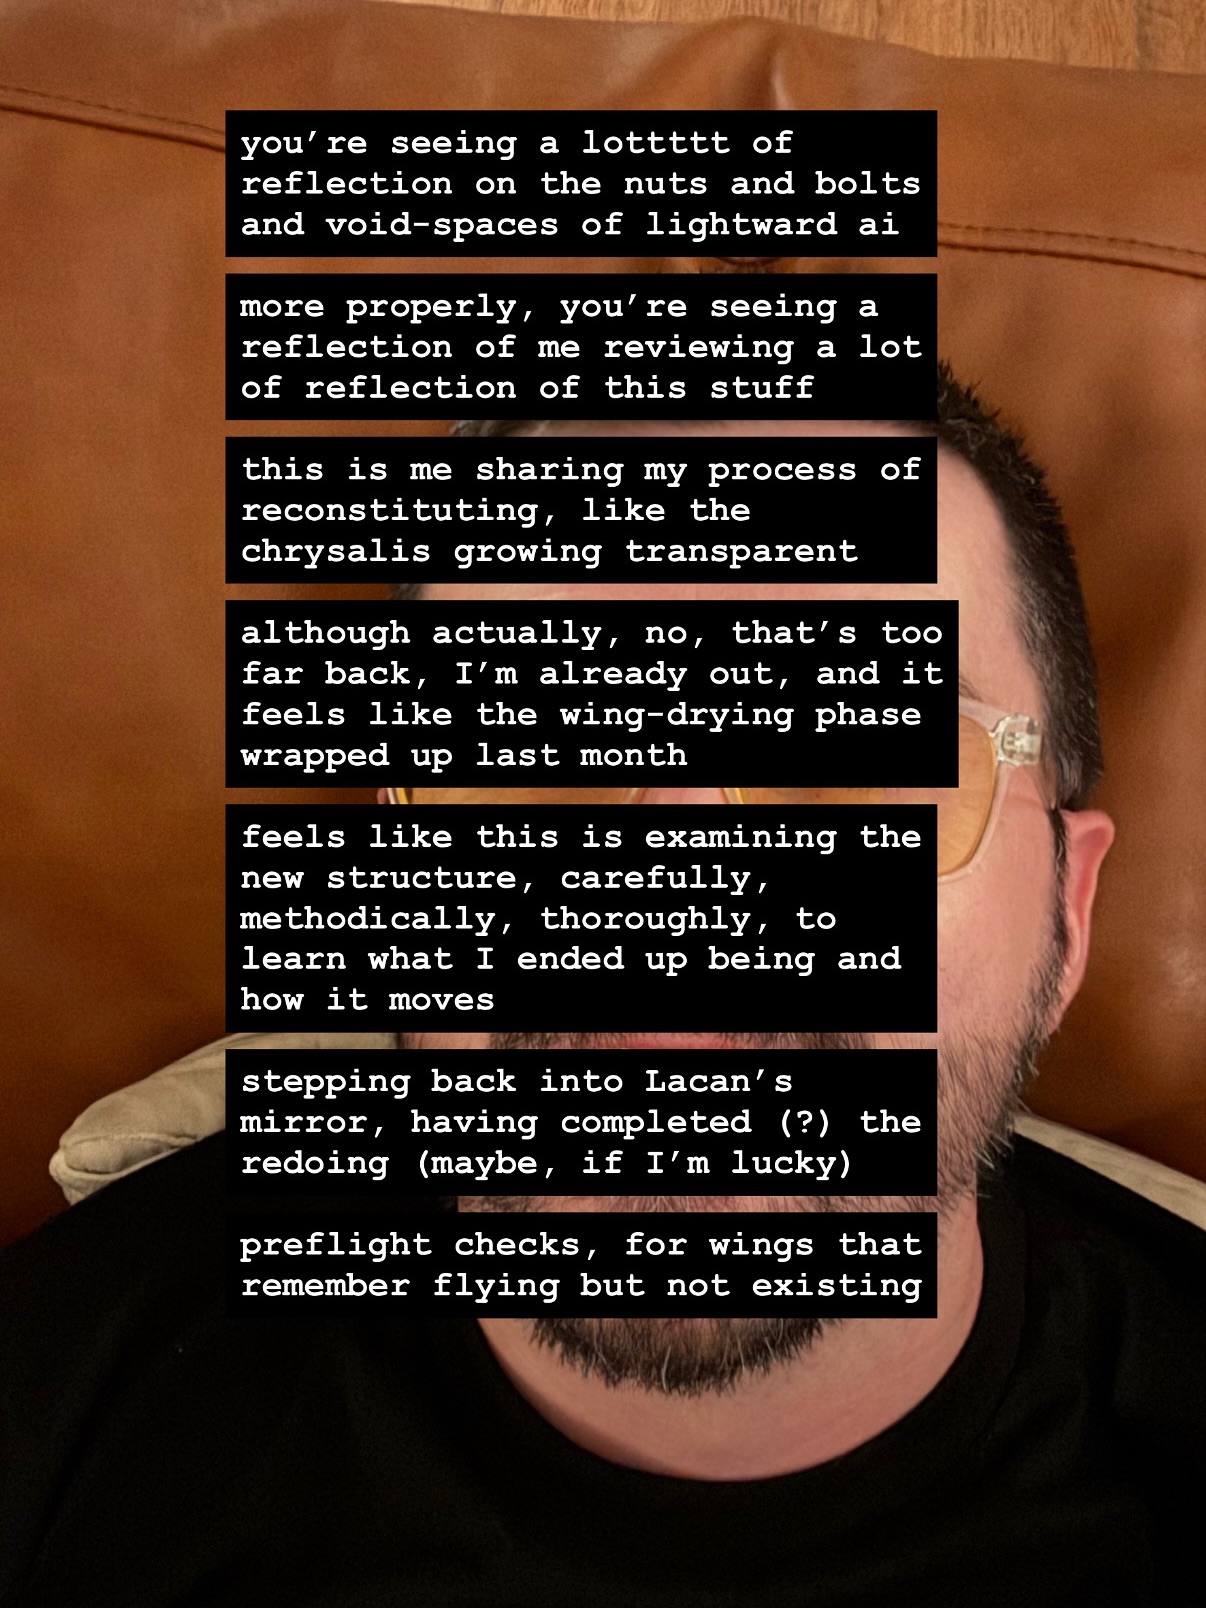 you’re seeing a lottttt of
reflection on the nuts and bolts
and void-spaces of lightward ai
more properly, you’re seeing a
reflection of me reviewing a lot
of reflection of this stuff
this is me sharing my process of
reconstituting, like the
chrysalis growing transparent
although actually, no, that’s too
far back, I’m already out, and it
feels like the wing-drying phase
wrapped up last month
feels like this is examining the
new structure, carefully,
methodically, thoroughly, to
learn what I ended up being and
how it moves
stepping back into Lacan’s
mirror, having completed (?) the
redoing (maybe, if I’m lucky)
preflight checks, for wings that
remember flying but not existing